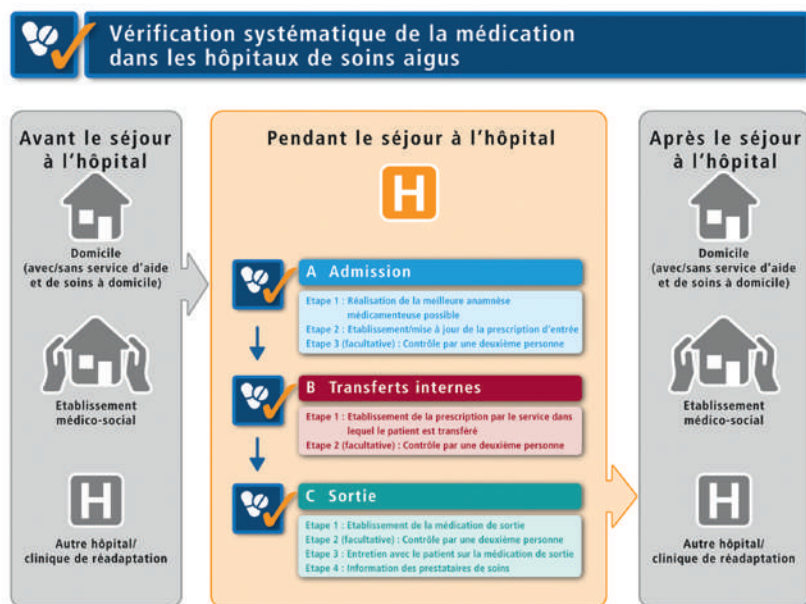 Vérification systématique de la médication
dans les hôpitaux de soins aigus
Avant le séjour
à l'hôpital
Domicile
(avec/sans service d'aide
et de soins à domicile)
Etablissement
médico-social
H
Autre hôpital/
clinique de réadaptation
Pendant le séjour à l'hôpital
H
A Admission
Etape 1 : Réalisation de la meilleure anamnèse
médicamenteuse possible
Etape 2 : Etablissement/mise à jour de la prescription d'entrée
Etape 3 (facultative) : Contrôle par une deuxième personne
B Transferts internes
Etape 1 : Etablissement de la prescription par le service dans
lequel le patient est transféré
Etape 2 (facultative) : Contrôle par une deuxième personne
C Sortie
Etape 1 : Etablissement de la médication de sortie
Etape 2 (facultative) : Contrôle par une deuxième personne
Etape 3 : Entretien avec le patient sur la médication de sortie
Etape 4 : Information des prestataires de soins
Après le séjour
à l'hôpital
Domicile
(avec/sans service d'aide
et de soins à domicile)
Etablissement
médico-social
H
Autre hôpital/
clinique de réadaptation